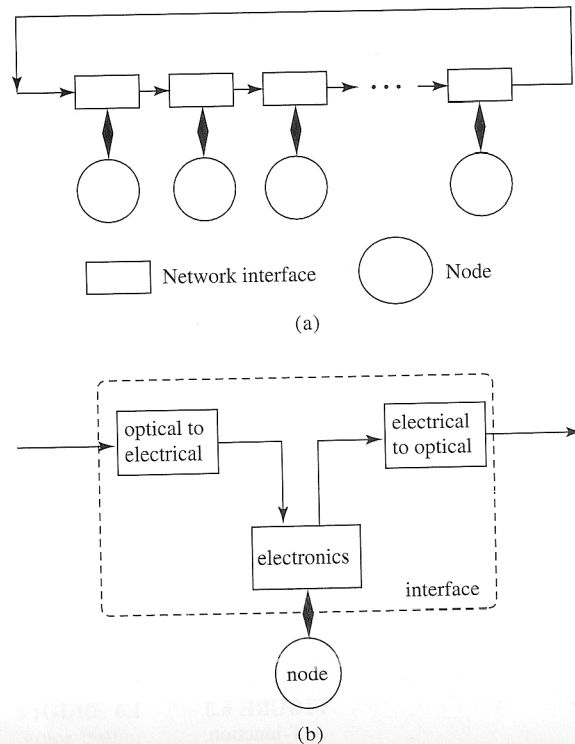 Network interface
Node
(a)
optical to
electrical
electrical
to optical
electronics
interface
node
(b)